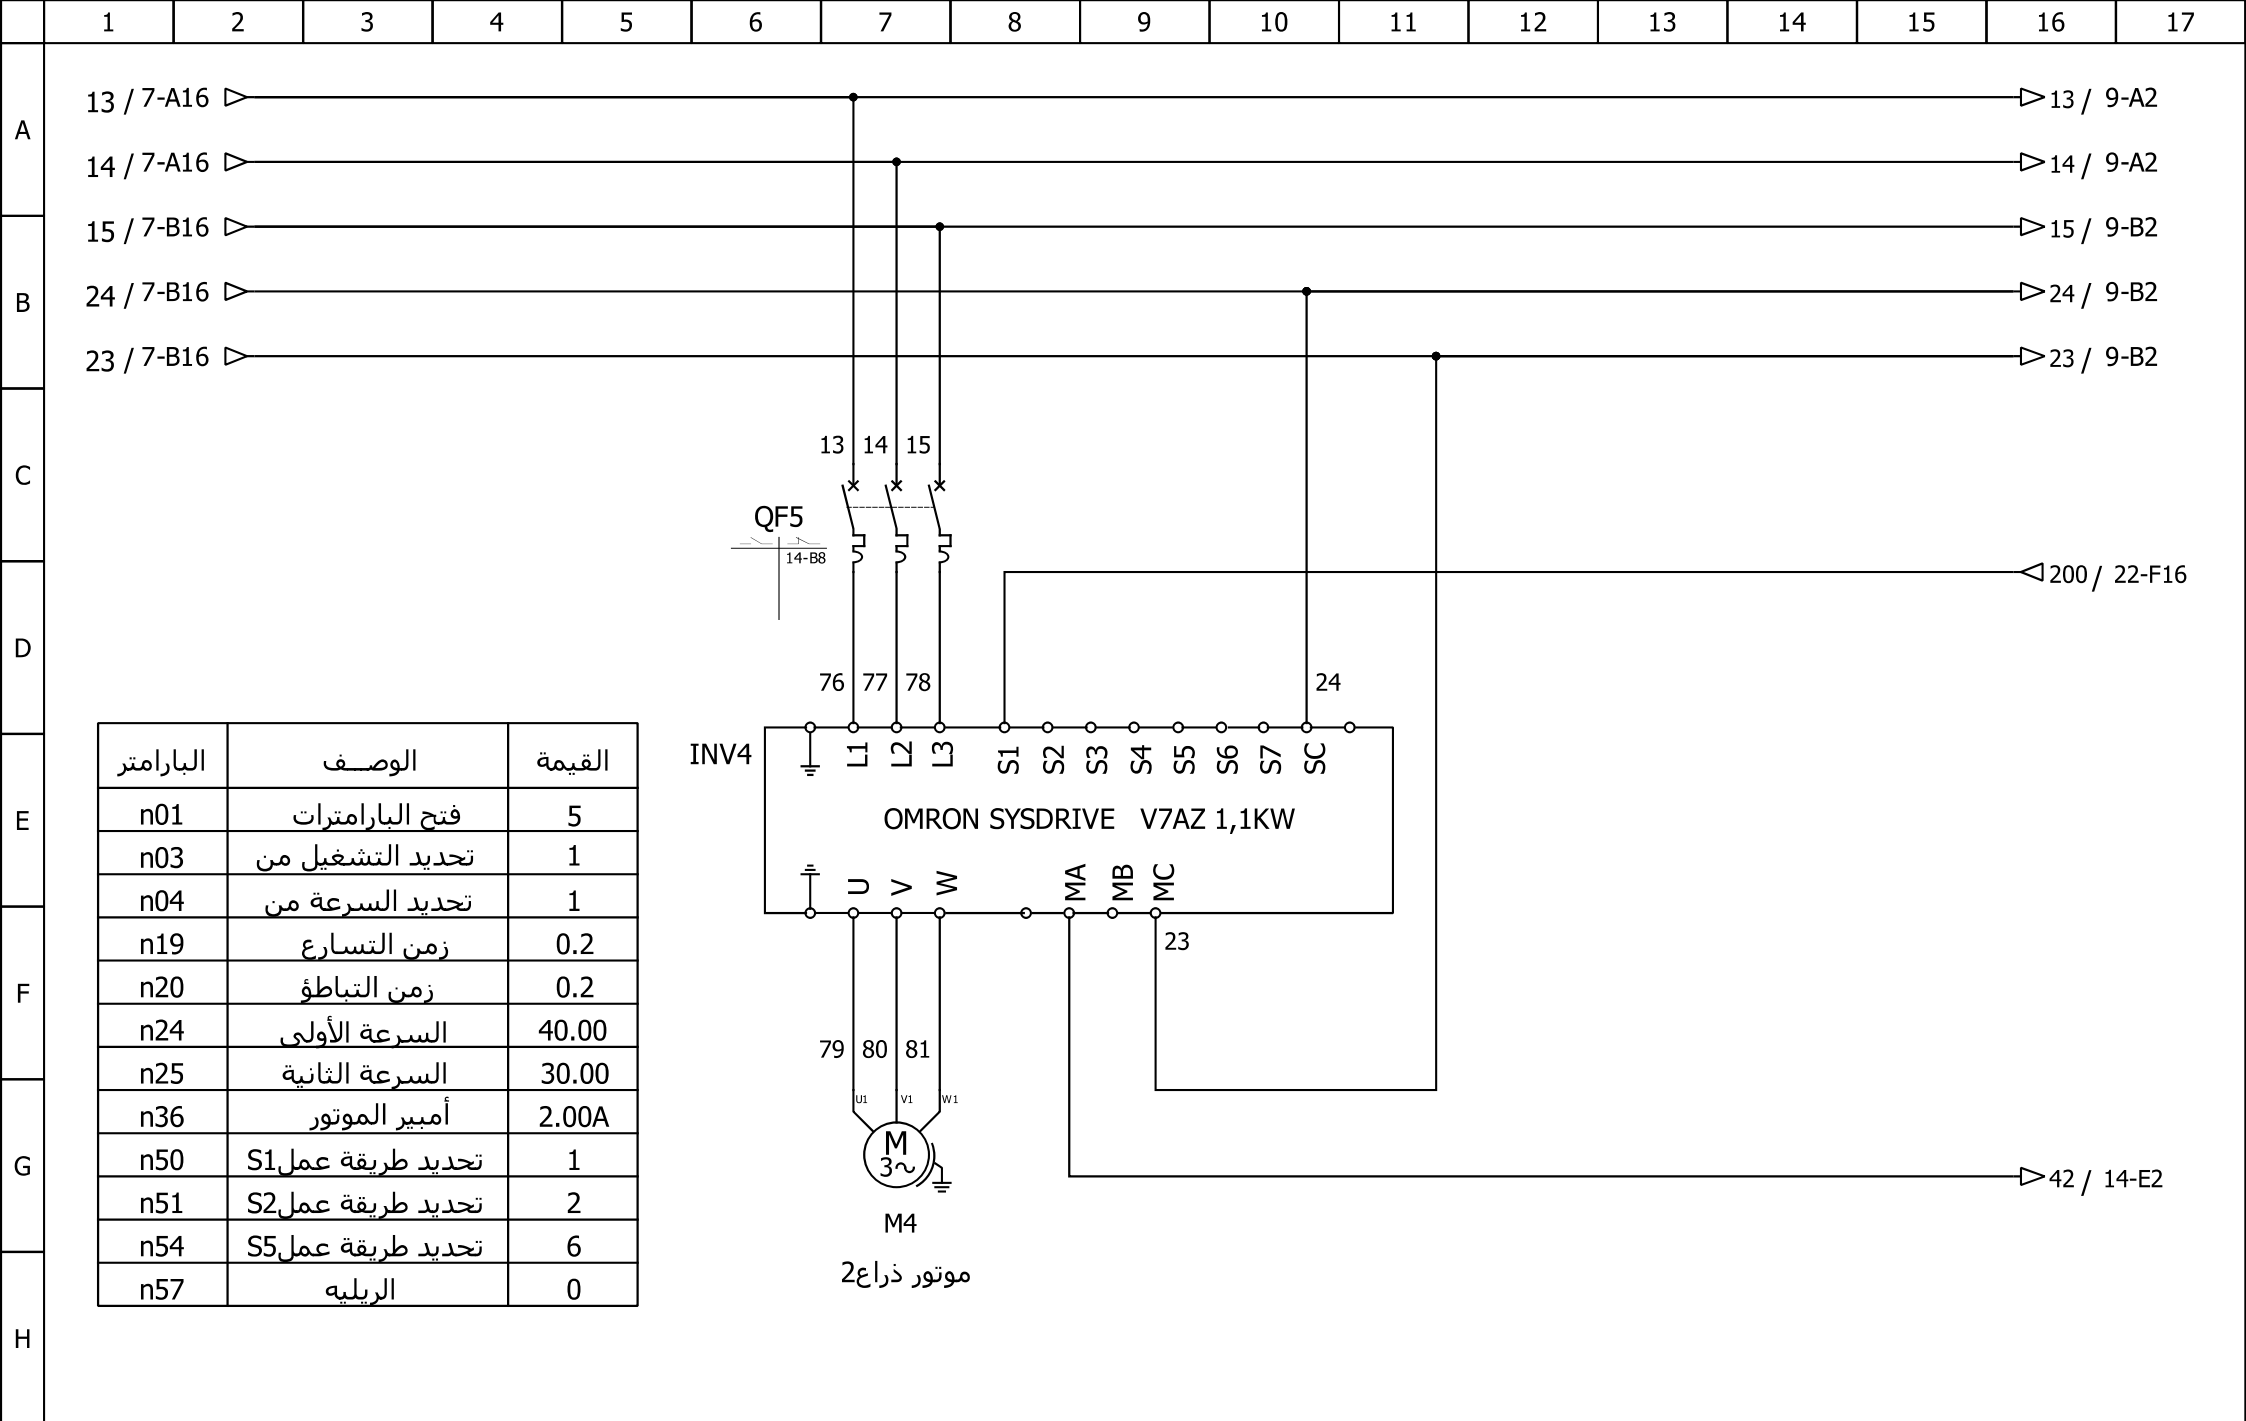 1 2 3 4 5 6 7 8 9 10 11 12 13 14 15 16 17
A
B
C
D
E
F
G
H
13 / 7-A16
13 / 9-A2
14 / 7-A16
14 / 9-A2
15 / 7-B16
15 / 9-B2
24 / 7-B16
24 / 9-B2
23 / 7-B16
23 / 9-B2
13 14 15
QF5
14-B8
200 / 22-F16
76 77 78
24
INV4
L1 L2 L3 S1 S2 S3 S4 S5 S6 S7 SC
OMRON SYSDRIVE V7AZ 1,1KW
U V W MA MB MC
23
79 80 81
U1 V1 W1
M
3~
M4
موتور ذراع2
42 / 14-E2
البارامتر الوصـــف القيمة
n01 فتح البارامترات 5
n03 تحديد التشغيل من 1
n04 تحديد السرعة من 1
n19 زمن التسارع 0.2
n20 زمن التباطؤ 0.2
n24 السرعة الأولى 40.00
n25 السرعة الثانية 30.00
n36 أمبير الموتور 2.00A
n50 تحديد طريقة عملS1 1
n51 تحديد طريقة عملS2 2
n54 تحديد طريقة عملS5 6
n57 الريليه 0